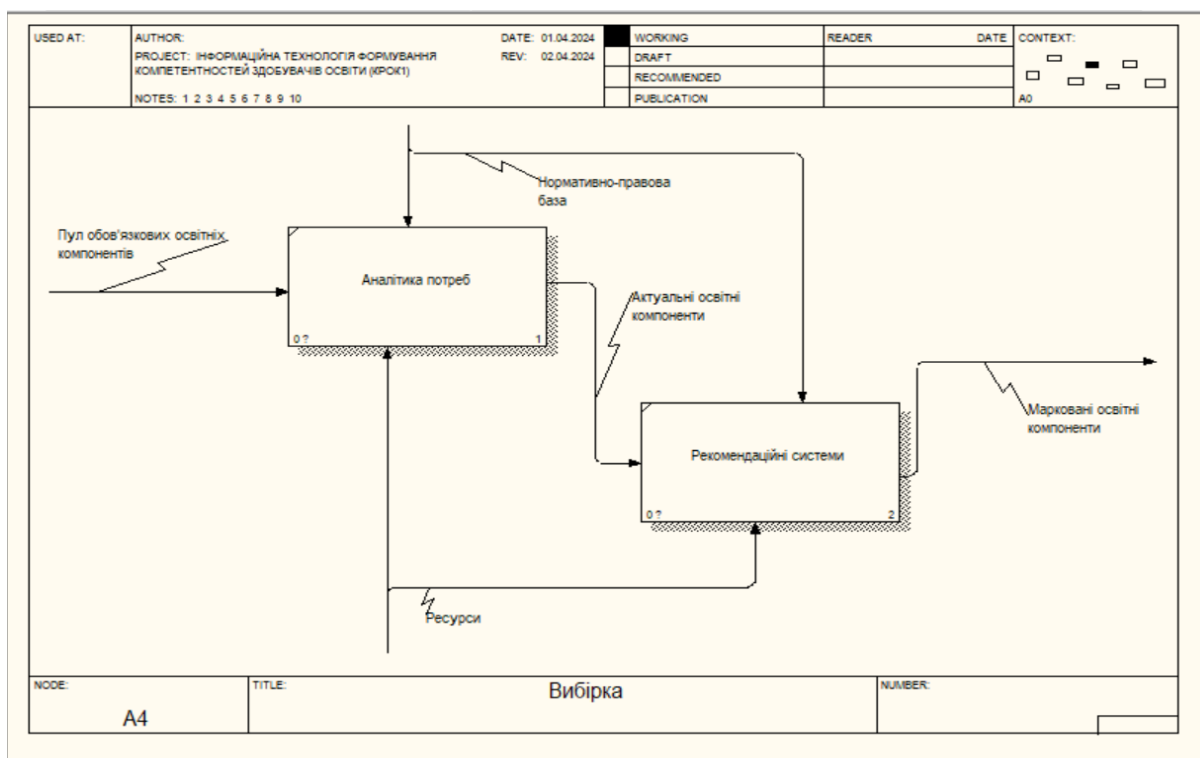 USED AT:
AUTHOR:
DATE: 01.04.2024
PROJECT: ІНФОРМАЦІЙНА ТЕХНОЛОГІЯ ФОРМУВАННЯ
REV: 02.04.2024
КОМПЕТЕНТНОСТЕЙ ЗДОБУВАЧІВ ОСВІТИ (КРОК1)
NOTES: 1 2 3 4 5 6 7 8 9 10
WORKING
DRAFT
RECOMMENDED
PUBLICATION
READER
DATE
CONTEXT:
A0
Нормативно-правова
база
Пул обов'язкових освітніх
компонентів
Аналітика потреб
0 ?
1
Актуальні освітні
компоненти
Марковані освітні
компоненти
Рекомендаційні системи
0 ?
2
Ресурси
NODE:
A4
TITLE:
Вибірка
NUMBER: